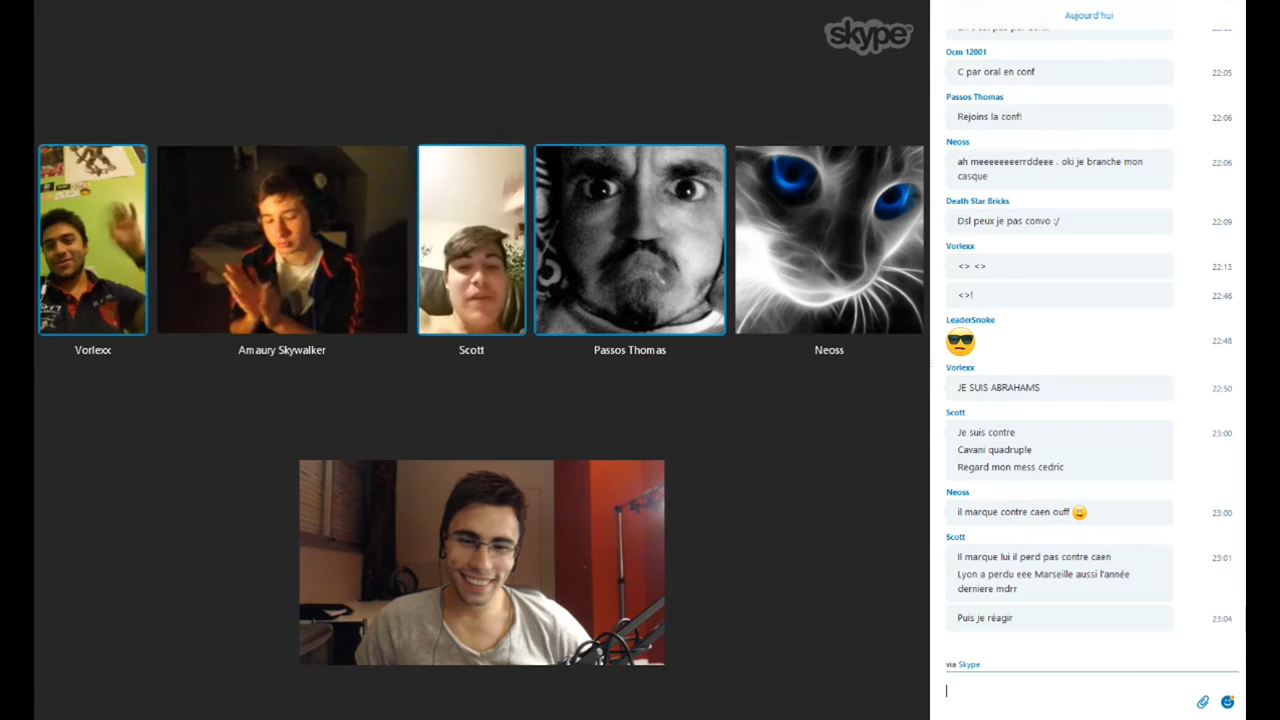 skype
Vorlexx
Amaury Skywalker
Scott
Passos Thomas
Neoss
Aujourd'hui
22:05
Ocm 12001
C par oral en conf
22:05
Passos Thomas
Rejoins la conf!
22:06
Neoss
ah meeeeeeeerrddeee . oki je branche mon
22:06
casque
Death Star Bricks
Dsl peux je pas convo :/
22:09
Vorlexx
<> <>
22:13
<>!
22:46
LeaderSnoke
22:48
Vorlexx
JE SUIS ABRAHAMS
22:50
Scott
Je suis contre
23:00
Cavani quadruple
Regard mon mess cedric
Neoss
il marque contre caen ouff
23:00
Scott
Il marque lui il perd pas contre caen
23:01
Lyon a perdu eee Marseille aussi l'année
derniere mdrr
Puis je réagir
23:04
via Skype